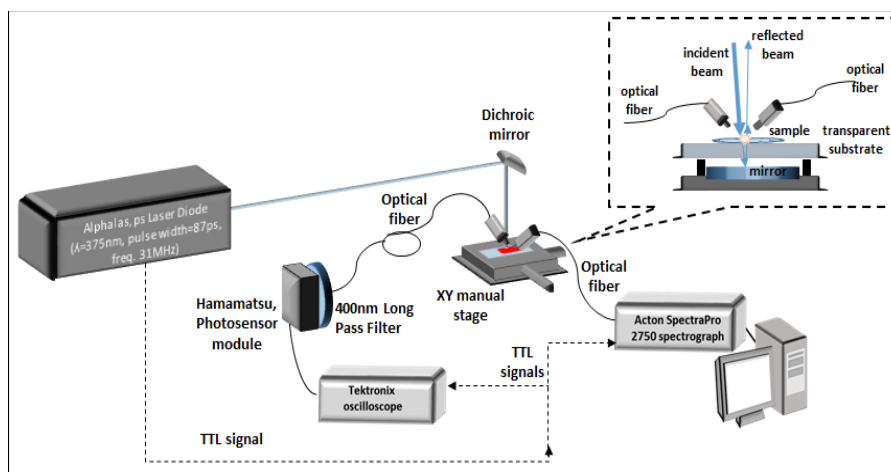 reflected
beam
incident
beam
optical
fiber
optical
fiber
sample
transparent
substrate
mirror
Dichroic
mirror
Alphalas, ps Laser Diode
(λ=375nm, pulse width=87ps,
freq. 31MHz)
Optical
fiber
Optical
fiber
XY manual
stage
Hamamatsu,
Photosensor
module
400nm Long
Pass Filter
Acton SpectraPro
2750 spectrograph
TTL
signals
Tektronix
oscilloscope
TTL signal